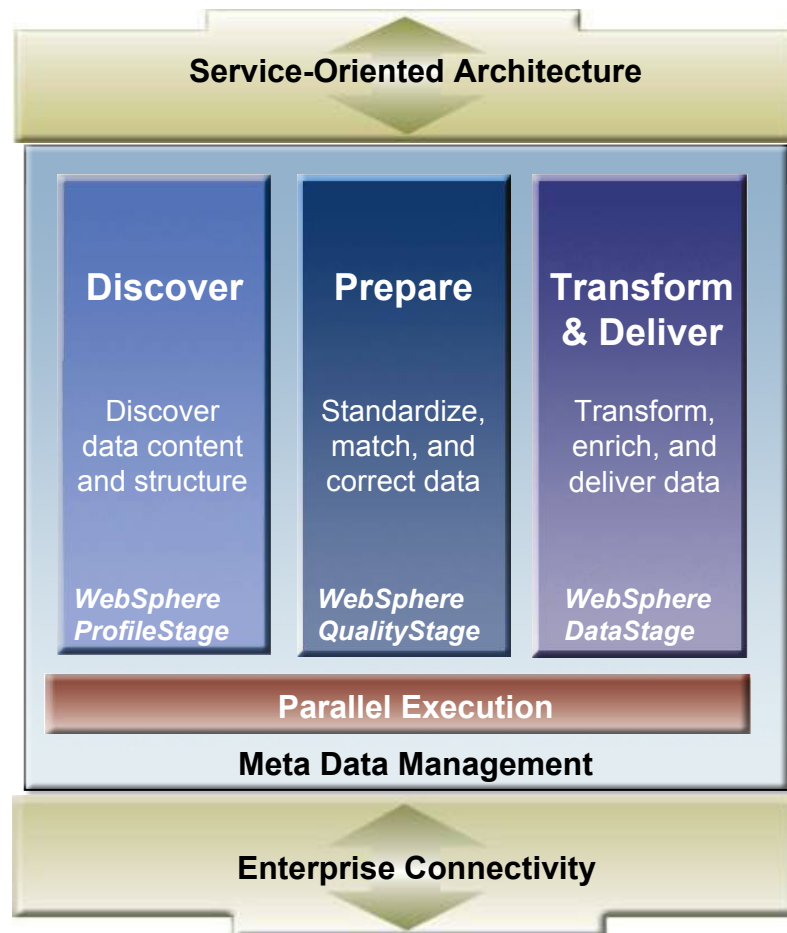 Service-Oriented Architecture
Discover
Discover
data content
and structure
WebSphere
ProfileStage
Prepare
Standardize,
match, and
correct data
WebSphere
QualityStage
Transform
& Deliver
Transform,
enrich, and
deliver data
WebSphere
DataStage
Parallel Execution
Meta Data Management
Enterprise Connectivity